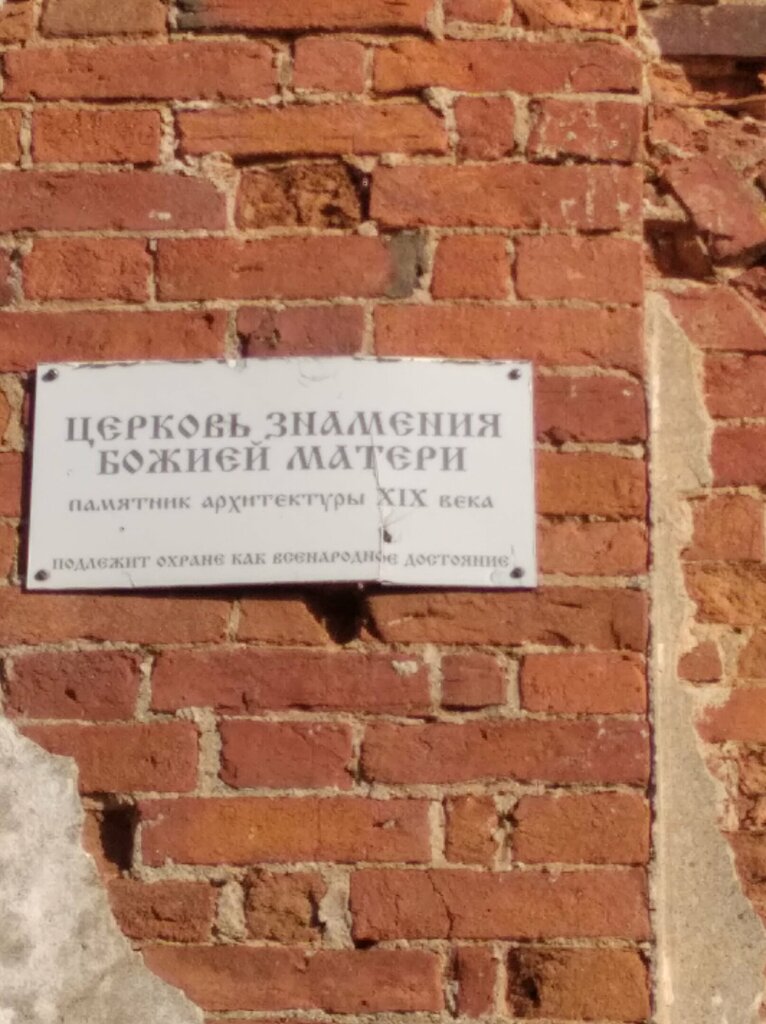 ЦЕРКОВЬ ЗНАМЕНИЯ
БОЖИЕЙ МАТЕРИ
ПАМЯТНИК АРХИТЕКТУРЫ XIX ВЕКА
ПОДЛЕЖИТ ОХРАНЕ КАК ВСЕНАРОДНОЕ ДОСТОЯНИЕ